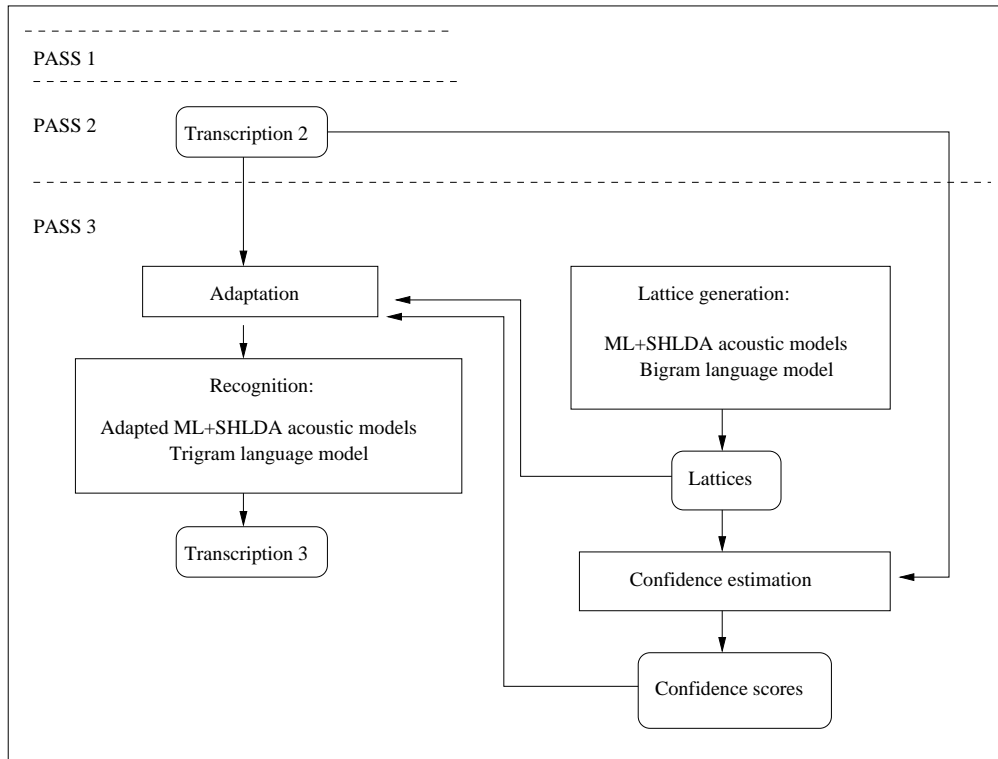 PASS 1
PASS 2
Transcription 2
PASS 3
Adaptation
Lattice generation:
ML+SHLDA acoustic models
Bigram language model
Recognition:
Adapted ML+SHLDA acoustic models
Trigram language model
Lattices
Transcription 3
Confidence estimation
Confidence scores